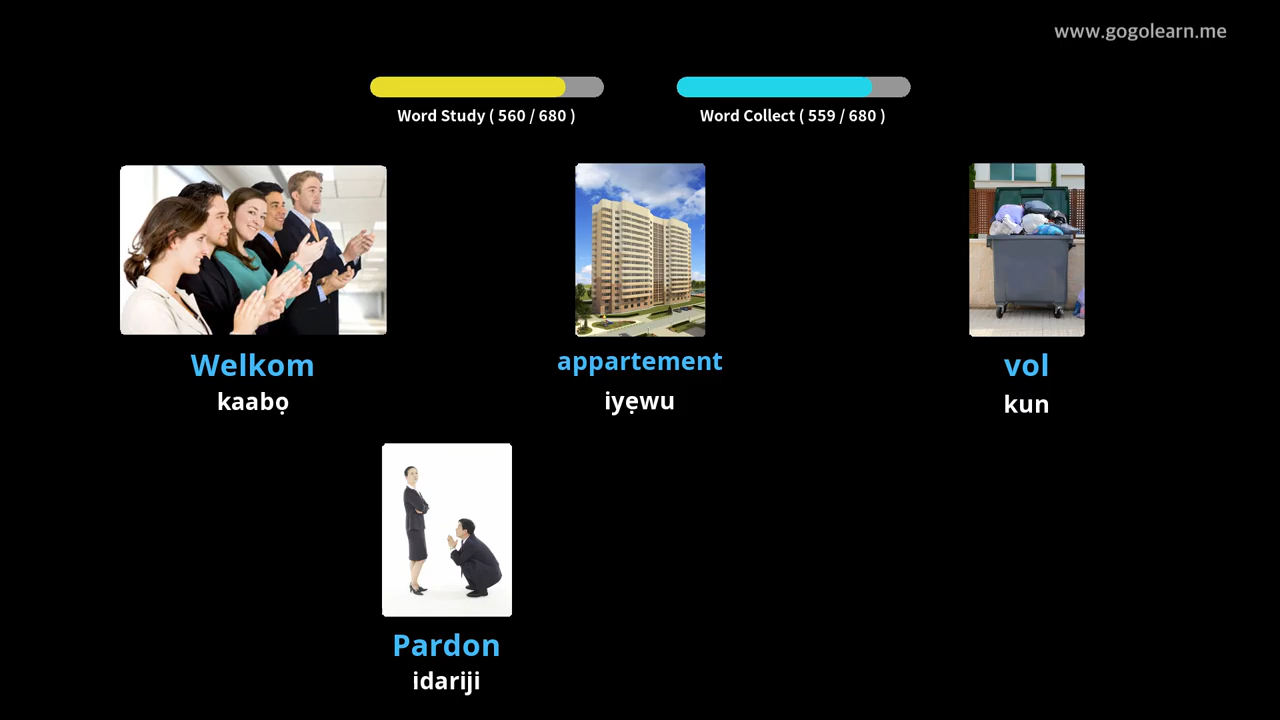 www.gogolearn.me
Word Study ( 560 / 680 )
Word Collect ( 559 / 680 )
Welkom
kaabọ
appartement
iyẹwu
vol
kun
Pardon
idariji